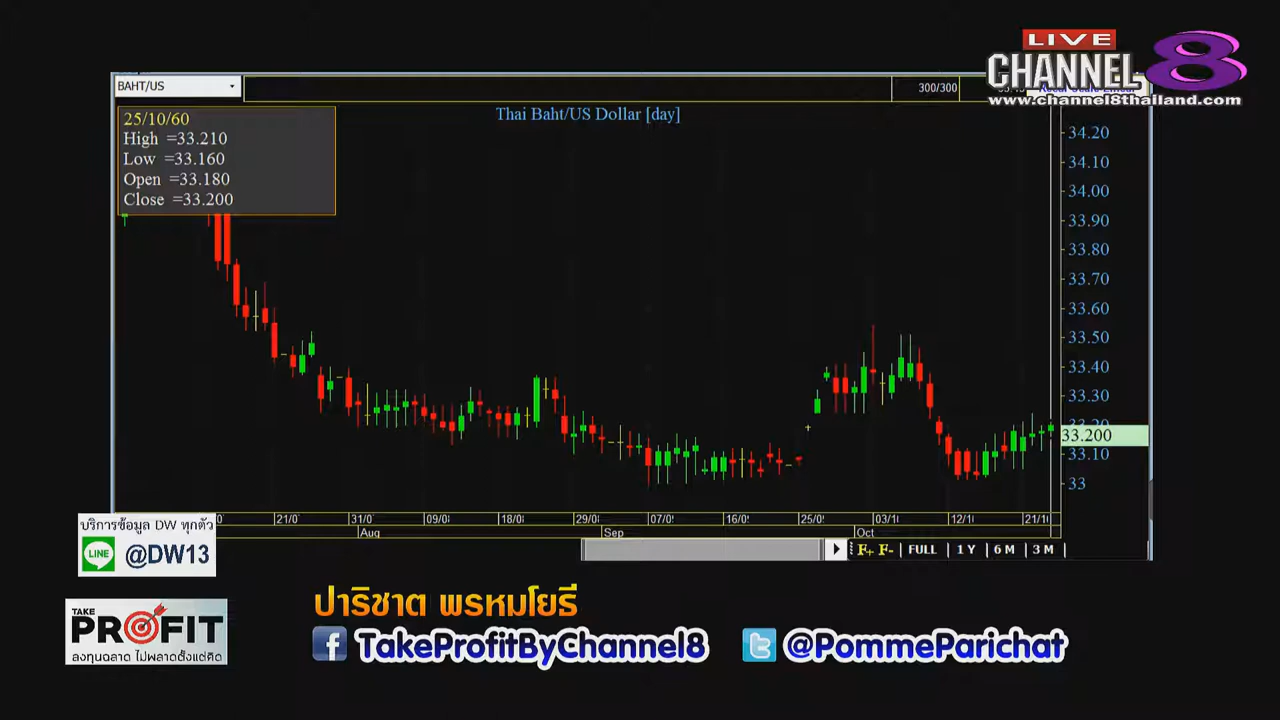 LIVE
CHANNEL 8
www.channel8thailand.com
BAHT/US
300/300
Thai Baht/US Dollar [day]
25/10/60
High =33.210
Low =33.160
Open =33.180
Close =33.200
34.20
34.10
34.00
33.90
33.80
33.70
33.60
33.50
33.40
33.30
33.20
33.200
33.10
33
21/0
31/0
09/0
18/0
29/0
07/0
16/0
25/0
03/1
12/1
21/1
Aug
Sep
Oct
F+ F- FULL 1 Y 6 M 3 M
บริการข้อมูล DW ทุกตัว
LINE @DW13
TAKE
PROFIT
ลงทุนฉลาด ไม่พลาดตั้งแต่คิด
ปาริชาต พรหมโยธี
f TakeProfitByChannel8
t @PommeParichat